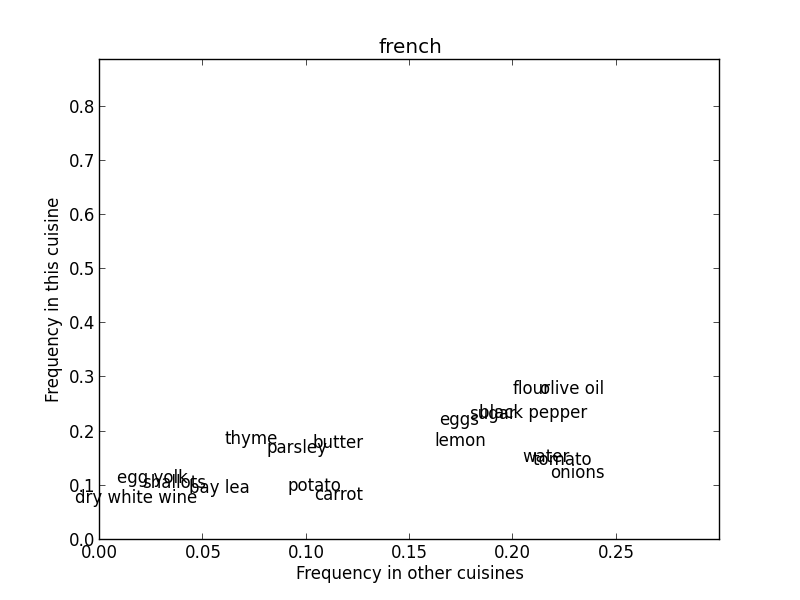 french
0.8
0.7
0.6
0.5
0.4
0.3
0.2
0.1
0.0
Frequency in this cuisine
flour
olive oil
sugar
black pepper
eggs
lemon
thyme
butter
parsley
water
tomato
onions
egg yolk
shallots
bay lea
potato
carrot
dry white wine
0.00 0.05 0.10 0.15 0.20 0.25
Frequency in other cuisines